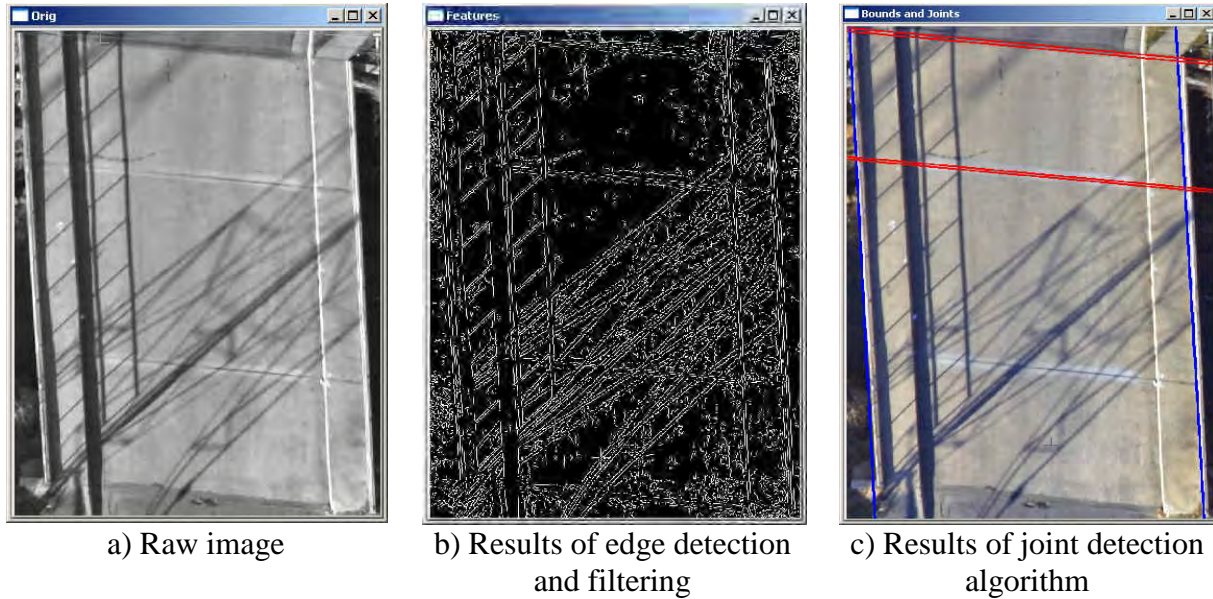 Orig
Features
Bounds and Joints
a) Raw image
b) Results of edge detection
and filtering
c) Results of joint detection
algorithm